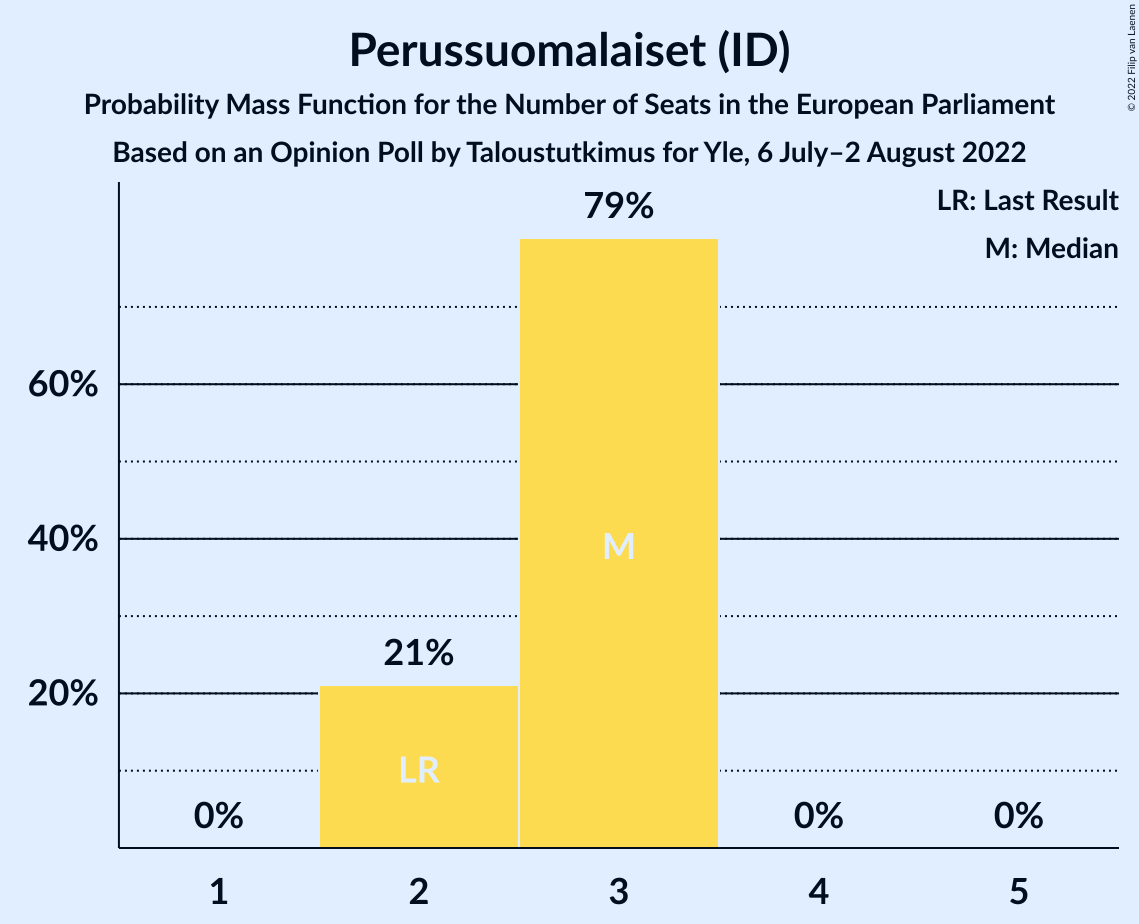 Perussuomalaiset (ID)
Probability Mass Function for the Number of Seats in the European Parliament
Based on an Opinion Poll by Taloustutkimus for Yle, 6 July–2 August 2022
© 2022 Filip van Laenen
LR: Last Result
M: Median
79%
60%
40%
M
21%
20%
LR
0%
0%
0%
1
2
3
4
5